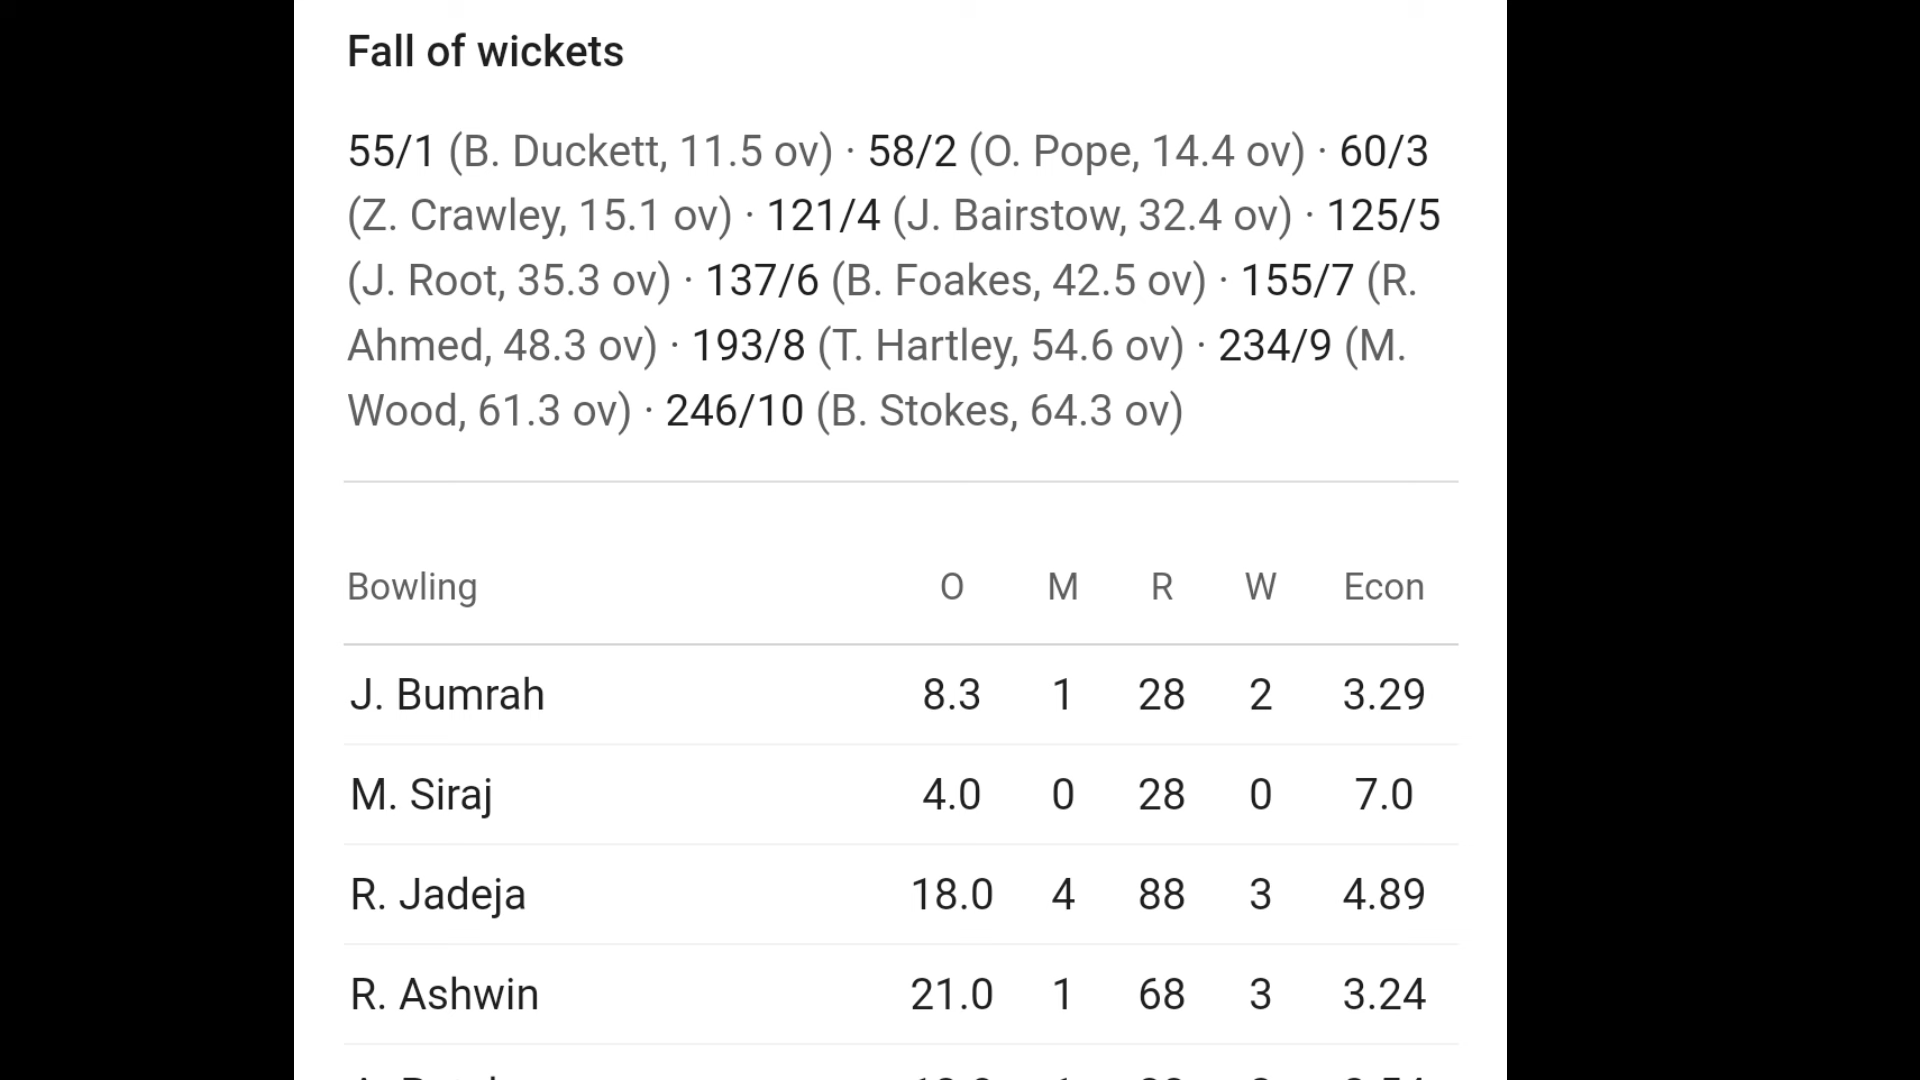 Fall of wickets
55/1 (B. Duckett, 11.5 ov) · 58/2 (O. Pope, 14.4 ov) · 60/3
(Z. Crawley, 15.1 ov) · 121/4 (J. Bairstow, 32.4 ov) · 125/5
(J. Root, 35.3 ov) · 137/6 (B. Foakes, 42.5 ov) · 155/7 (R.
Ahmed, 48.3 ov) · 193/8 (T. Hartley, 54.6 ov) · 234/9 (M.
Wood, 61.3 ov) · 246/10 (B. Stokes, 64.3 ov)
Bowling O M R W Econ
J. Bumrah 8.3 1 28 2 3.29
M. Siraj 4.0 0 28 0 7.0
R. Jadeja 18.0 4 88 3 4.89
R. Ashwin 21.0 1 68 3 3.24